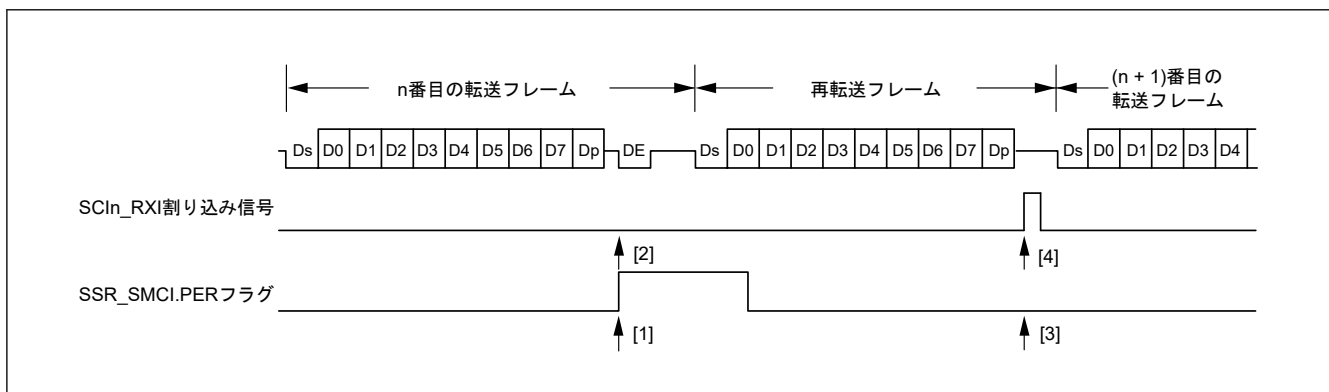 n番目の転送フレーム
再転送フレーム
(n + 1)番目の
転送フレーム
Ds D0 D1 D2 D3 D4 D5 D6 D7 Dp DE Ds D0 D1 D2 D3 D4 D5 D6 D7 Dp Ds D0 D1 D2 D3 D4
SCIn_RXI割り込み信号
[2]
[4]
SSR_SMCI.PERフラグ
[1]
[3]